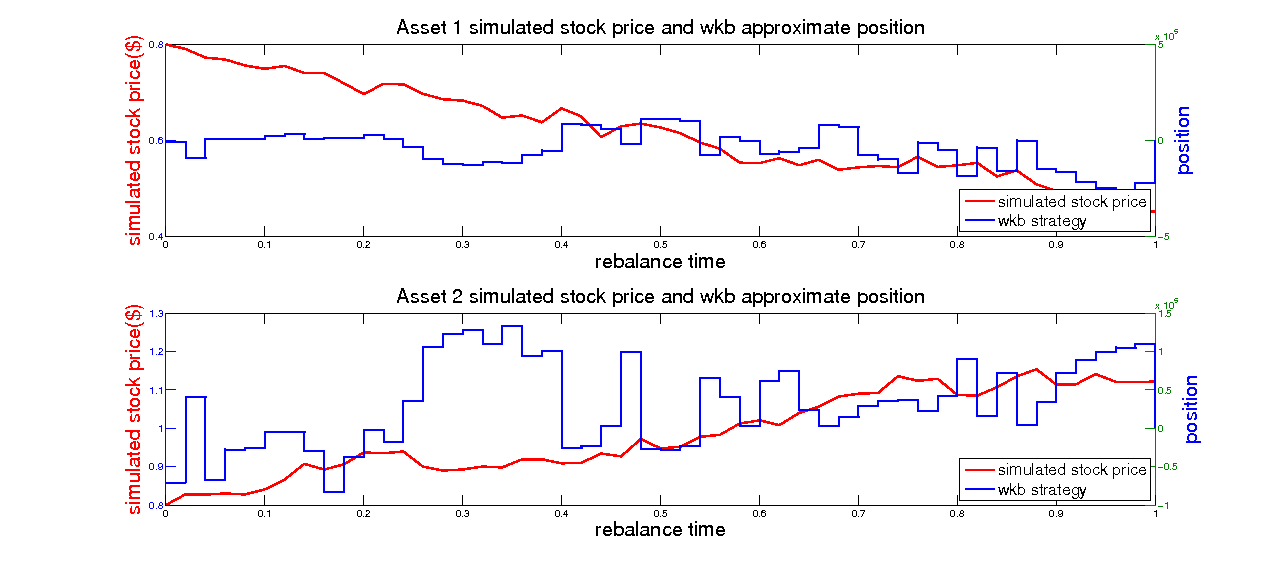 Asset 1 simulated stock price and wkb approximate position
x 10^5
simulated stock price($)
0.8
0.6
0.4
5
0
-5
position
simulated stock price
wkb strategy
0 0.1 0.2 0.3 0.4 0.5 0.6 0.7 0.8 0.9 1
rebalance time
Asset 2 simulated stock price and wkb approximate position
simulated stock price($)
1.3
1.2
1.1
1
0.9
0.8
1.5
1
0.5
0
-0.5
-1
position
simulated stock price
wkb strategy
0 0.1 0.2 0.3 0.4 0.5 0.6 0.7 0.8 0.9 1
rebalance time